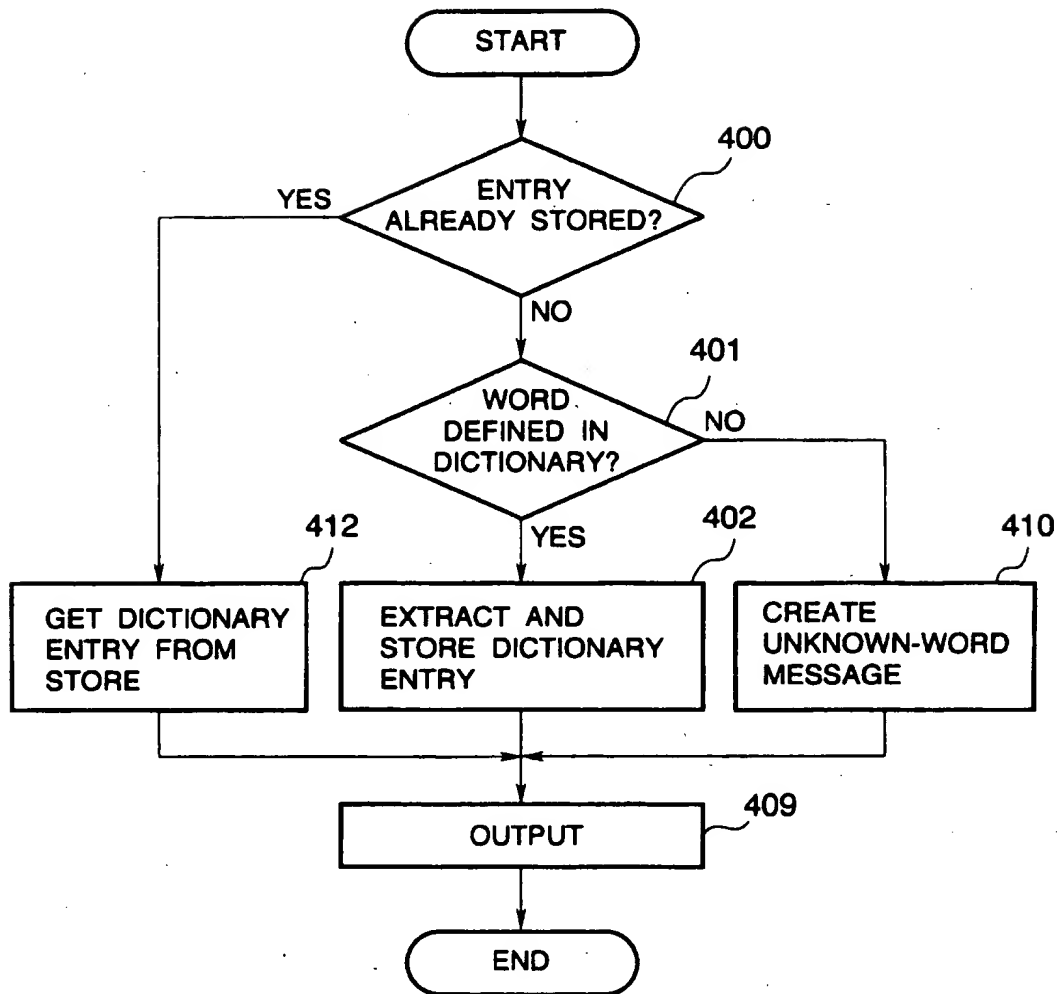 START
400
ENTRY
ALREADY STORED?
YES
NO
401
WORD
DEFINED IN
DICTIONARY?
NO
YES
412
GET DICTIONARY
ENTRY FROM
STORE
402
EXTRACT AND
STORE DICTIONARY
ENTRY
410
CREATE
UNKNOWN-WORD
MESSAGE
409
OUTPUT
END